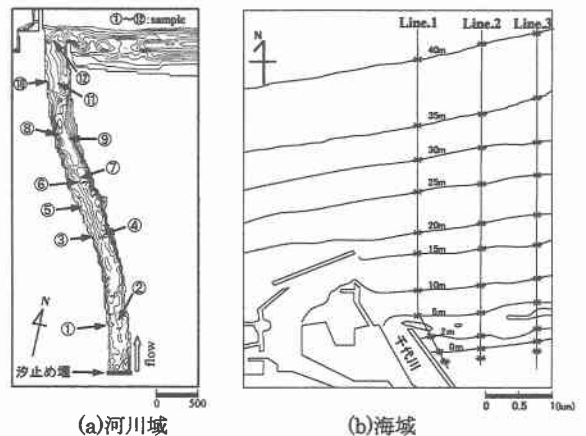 ①～⑫:sample
⑫
⑩
⑪
⑧
⑨
⑦
⑥
⑤
④
③
②
①
N
flow
汐止め堰
0 500
(a)河川域
Line.1 Line.2 Line.3
N
40m
35m
30m
25m
20m
15m
10m
5m
2m
0m
千代川
0 0.5 1.0(km)
(b)海域